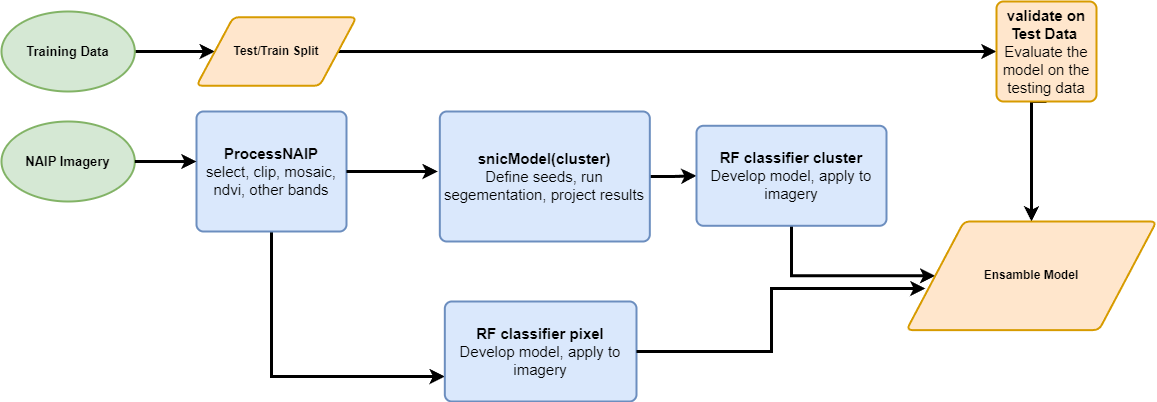 Training Data
Test/Train Split
validate on
Test Data
Evaluate the
model on the
testing data
NAIP Imagery
ProcessNAIP
select, clip, mosaic,
ndvi, other bands
snicModel(cluster)
Define seeds, run
segementation, project results
RF classifier cluster
Develop model, apply to
imagery
Ensamble Model
RF classifier pixel
Develop model, apply to
imagery